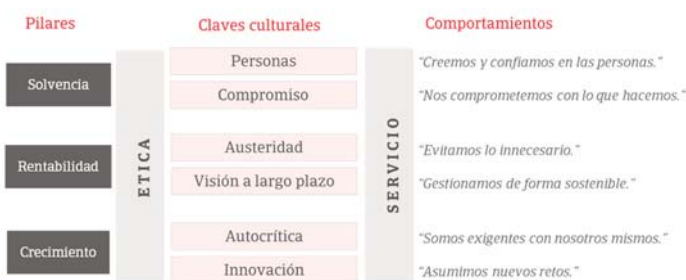 Pilares
Claves culturales
Comportamientos
Solvencia
Rentabilidad
Crecimiento
ETICA
Personas
Compromiso
Austeridad
Visión a largo plazo
Autocrítica
Innovación
SERVICIO
"Creemos y confiamos en las personas."
"Nos comprometemos con lo que hacemos."
"Evitamos lo innecesario."
"Gestionamos de forma sostenible."
"Somos exigentes con nosotros mismos."
"Asumimos nuevos retos."